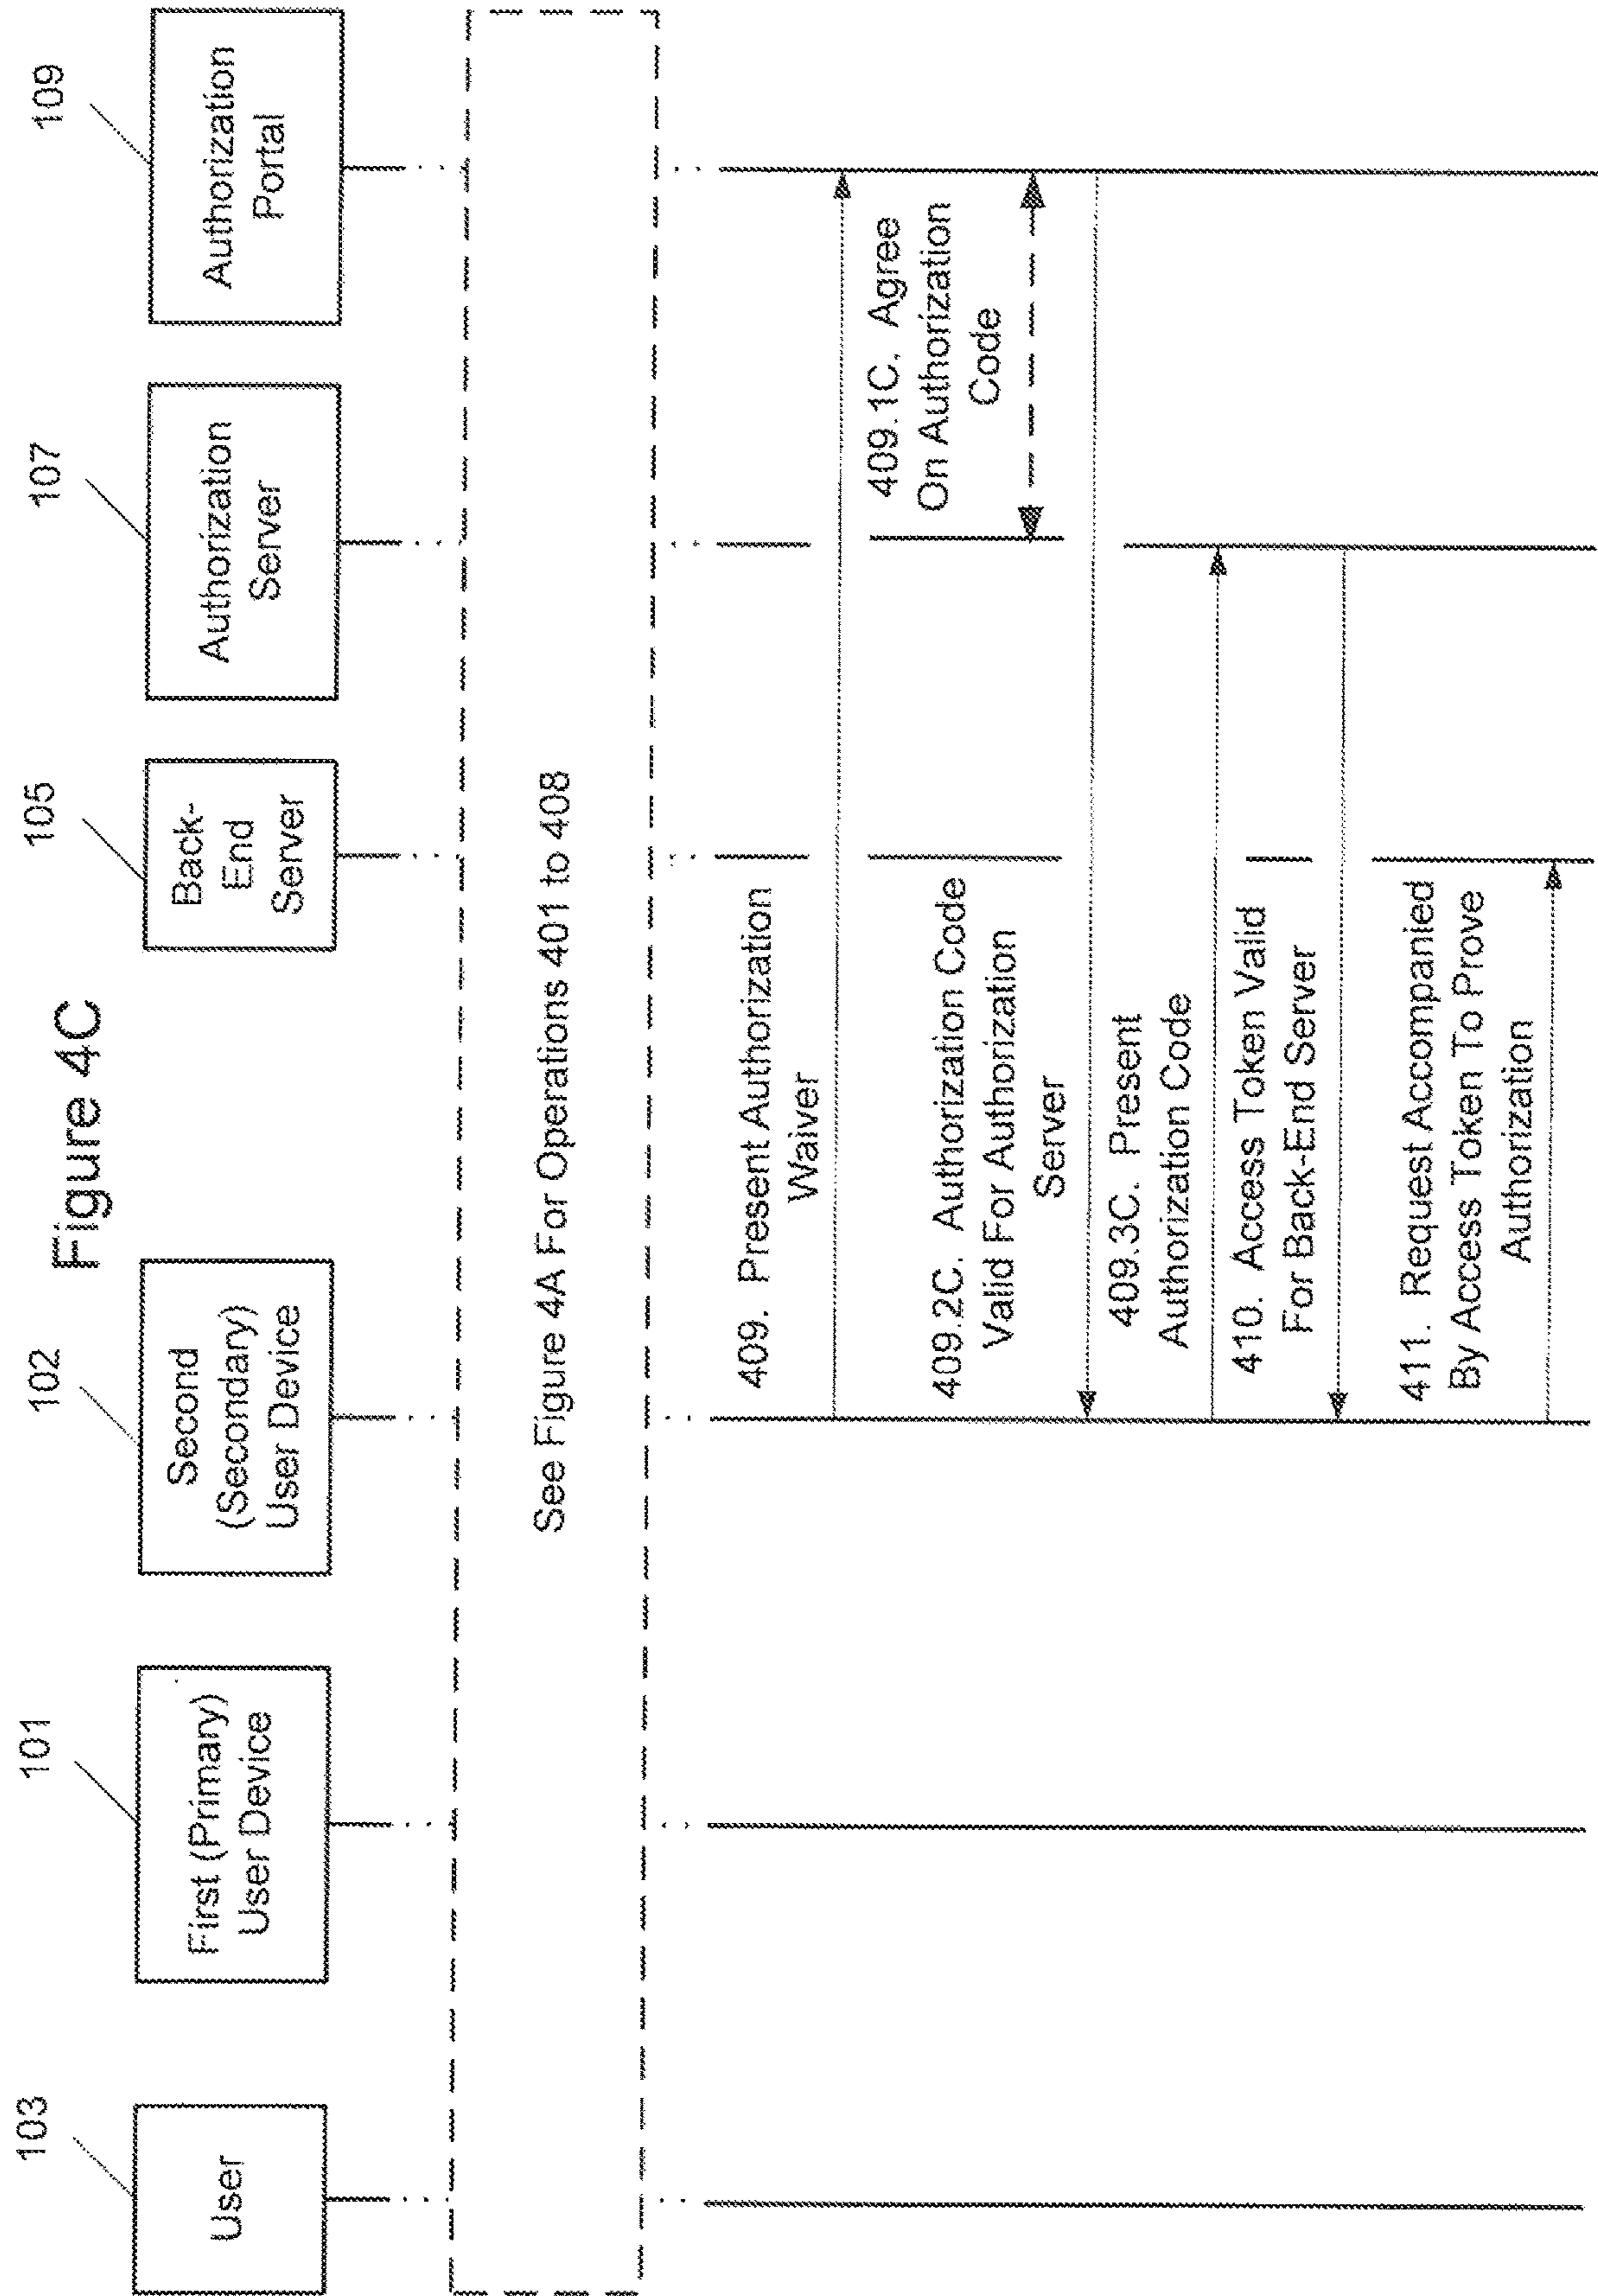 Figure 4C
103
101
102
105
107
109
User
First (Primary)
User Device
Second
(Secondary)
User Device
Back-
End
Server
Authorization
Server
Authorization
Portal
See Figure 4A For Operations 401 to 408
409. Present Authorization
Waiver
409.1C. Agree
On Authorization
Code
409.2C. Authorization Code
Valid For Authorization
Server
409.3C. Present
Authorization Code
410. Access Token Valid
For Back-End Server
411. Request Accompanied
By Access Token To Prove
Authorization